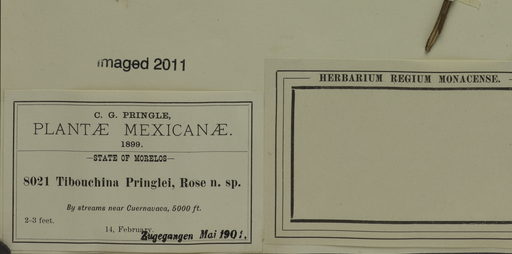 imaged 2011
HERBARIUM REGIUM MONACENSE.
C. G. PRINGLE,
PLANTÆ MEXICANÆ.
1899.
—STATE OF MORELOS—
8021 Tibouchina Pringlei, Rose n. sp.
By streams near Cuernavaca, 5000 ft.
2–3 feet.
14, February
Zugegangen Mai 1901.